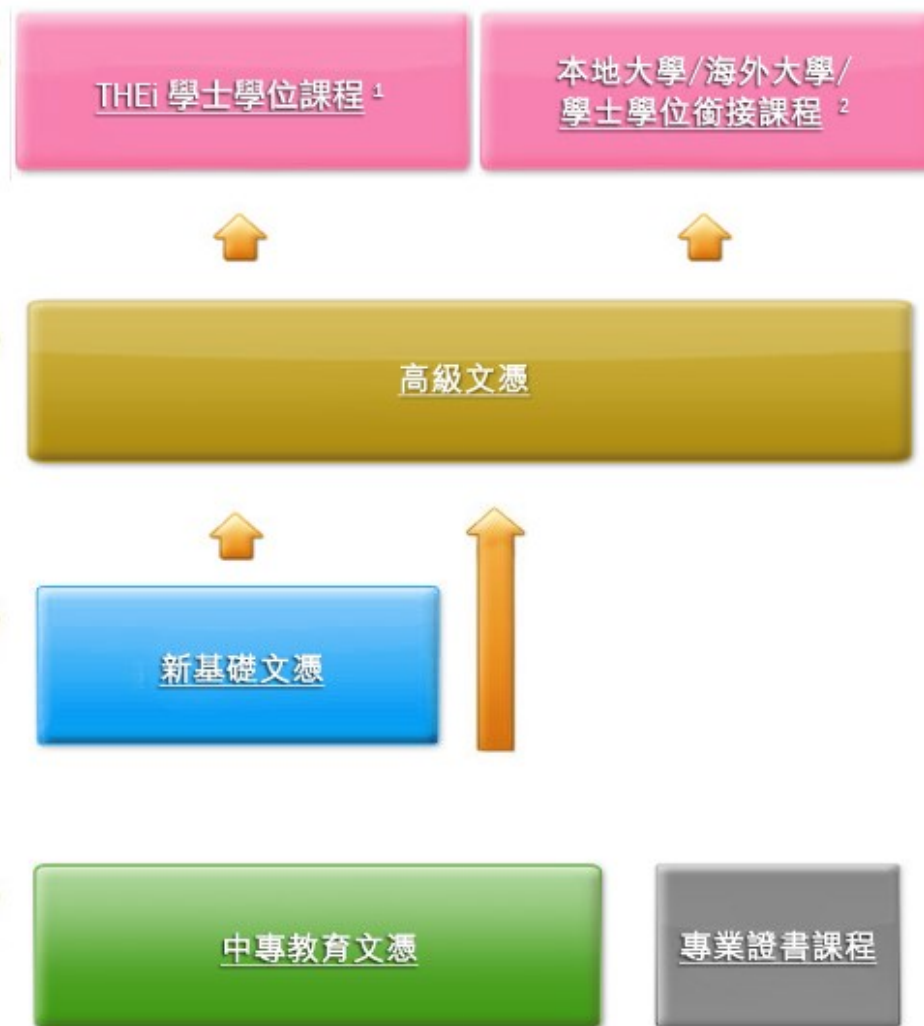 THEi 學士學位課程 1
本地大學/海外大學/
學士學位銜接課程 2
高級文憑
新基礎文憑
中專教育文憑
專業證書課程